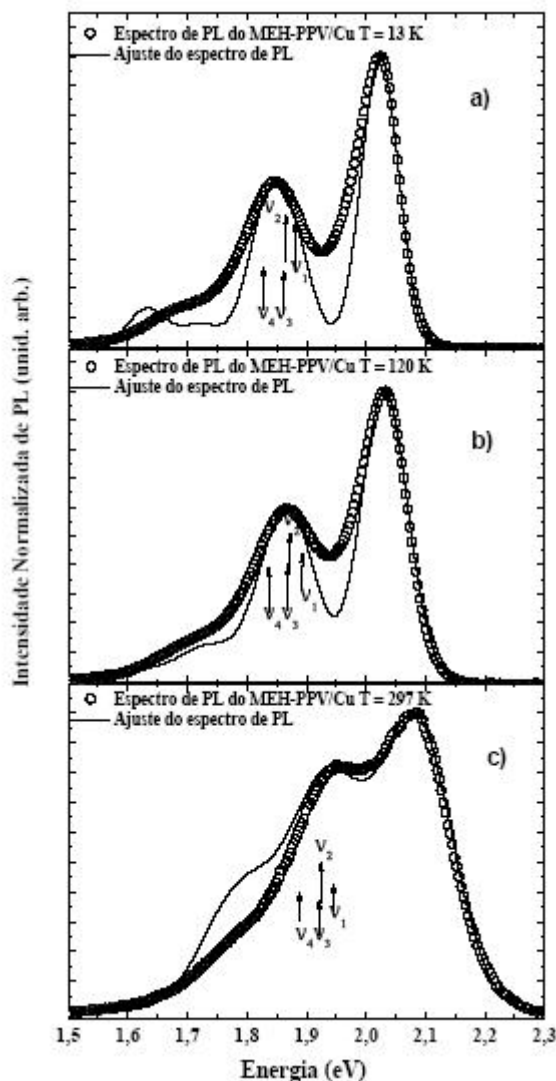 Espectro de PL do MEH-PPV/Cu T = 13 K
Ajuste do espectro de PL
a)
V2
V1
V4 V3
Espectro de PL do MEH-PPV/Cu T = 120 K
Ajuste do espectro de PL
b)
V2
V1
V4 V3
Espectro de PL do MEH-PPV/Cu T = 297 K
Ajuste do espectro de PL
c)
V2
V1
V4 V3
Intensidade Normalizada de PL (unid. arb.)
1,5 1,6 1,7 1,8 1,9 2,0 2,1 2,2 2,3
Energia (eV)